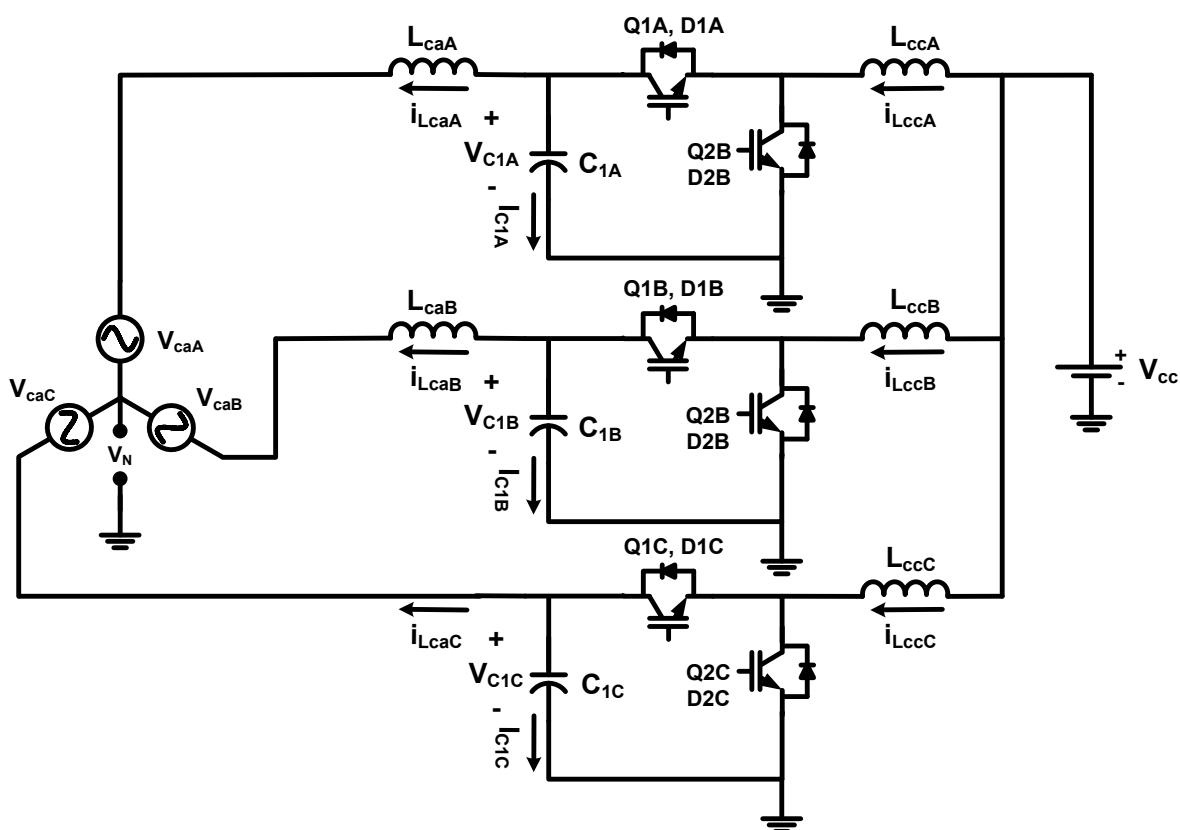 Q1A, D1A
LcaA
LccA
iLcaA
+
VC1A
-
C1A
IC1A
iLccA
Q2B
D2B
Q1B, D1B
LcaB
LccB
VcaA
iLcaB
+
VC1B
-
C1B
IC1B
iLccB
Q2B
D2B
+
-
Vcc
VcaC
VcaB
VN
Q1C, D1C
LccC
iLcaC
+
VC1C
-
C1C
IC1C
iLccC
Q2C
D2C